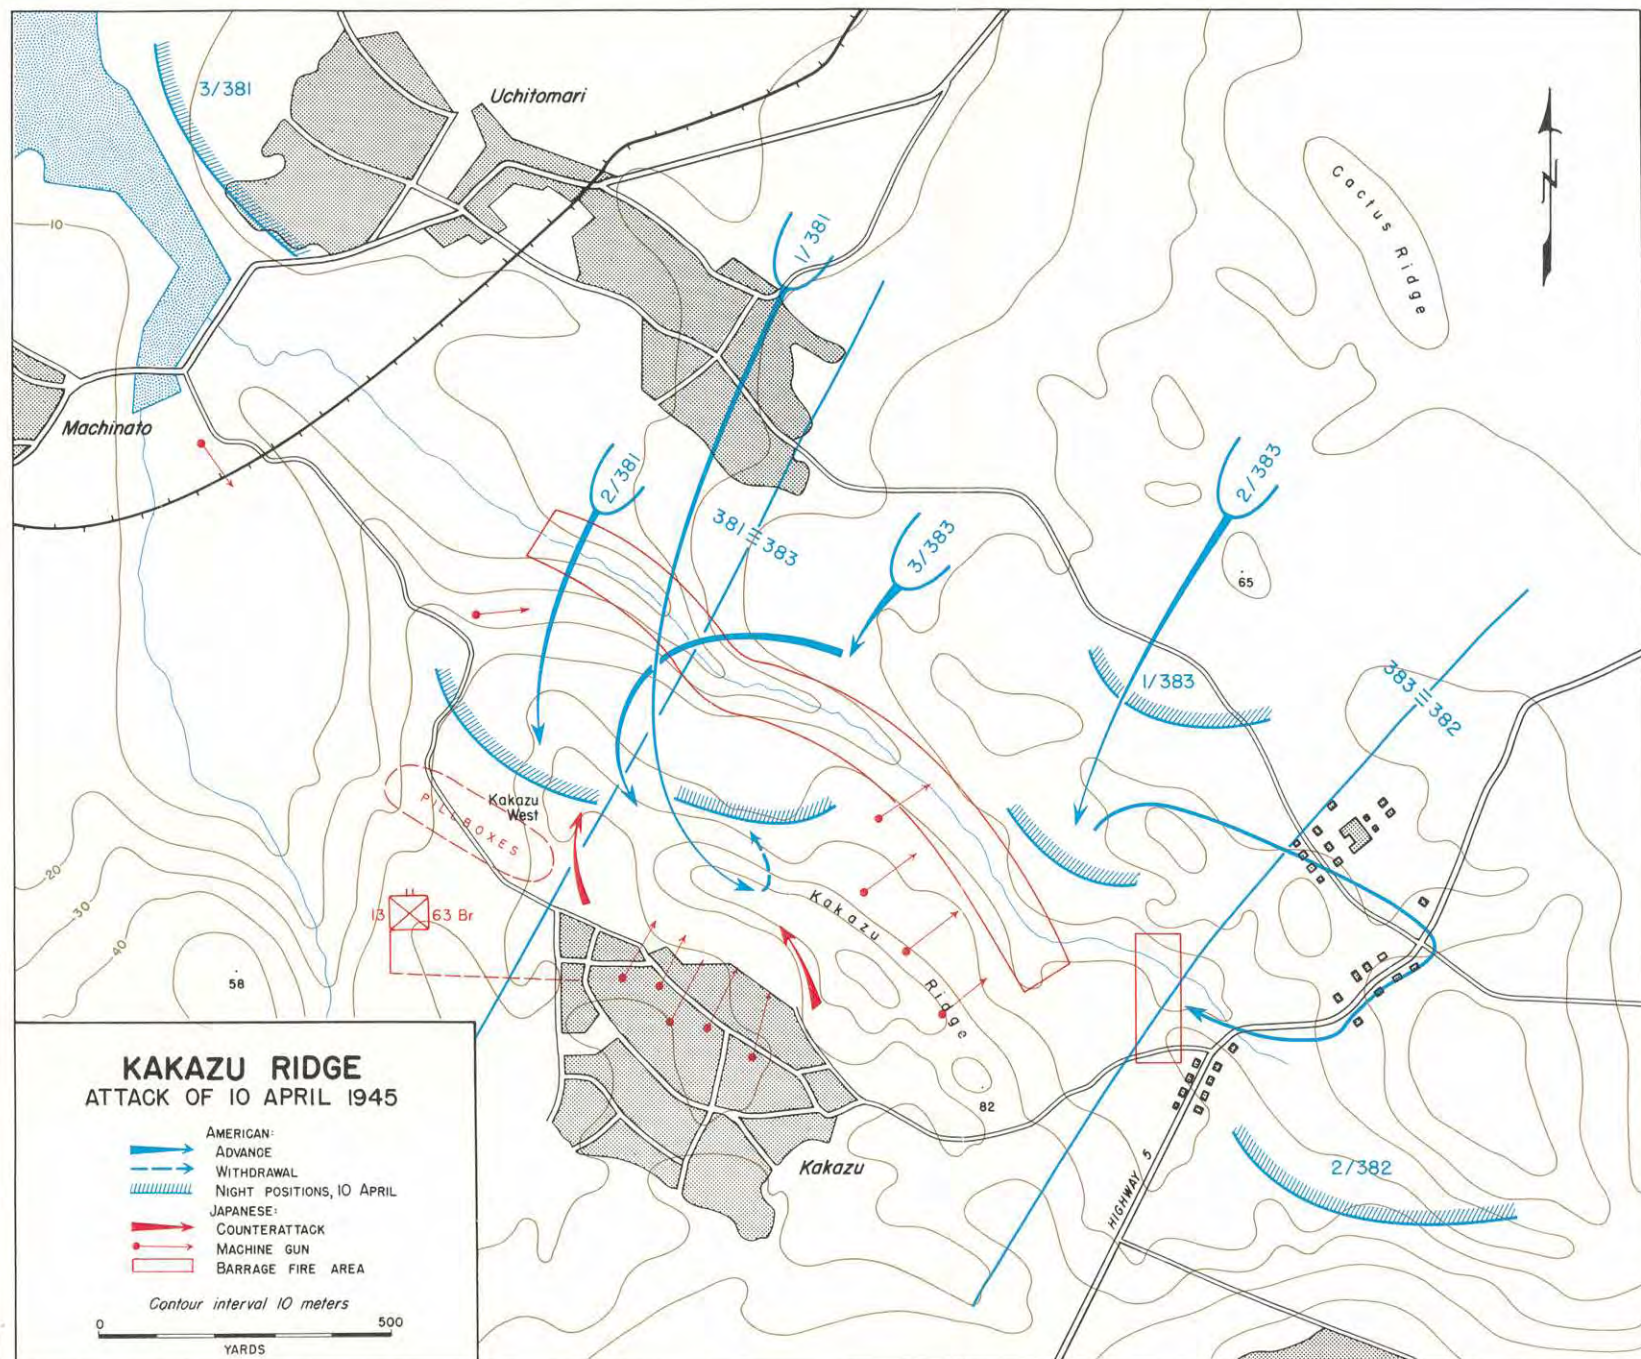 3/381
Uchitomari
10
1/381
Cactus Ridge
Machinato
2/381
381
383
3/383
2/383
65
1/383
383
382
Kakazu
West
PILLBOXES
Kakazu Ridge
13
63 Br
20
30
40
58
82
Kakazu
HIGHWAY 5
2/382
KAKAZU RIDGE
ATTACK OF 10 APRIL 1945
AMERICAN:
ADVANCE
WITHDRAWAL
NIGHT POSITIONS, 10 APRIL
JAPANESE:
COUNTERATTACK
MACHINE GUN
BARRAGE FIRE AREA
Contour interval 10 meters
0 500
YARDS